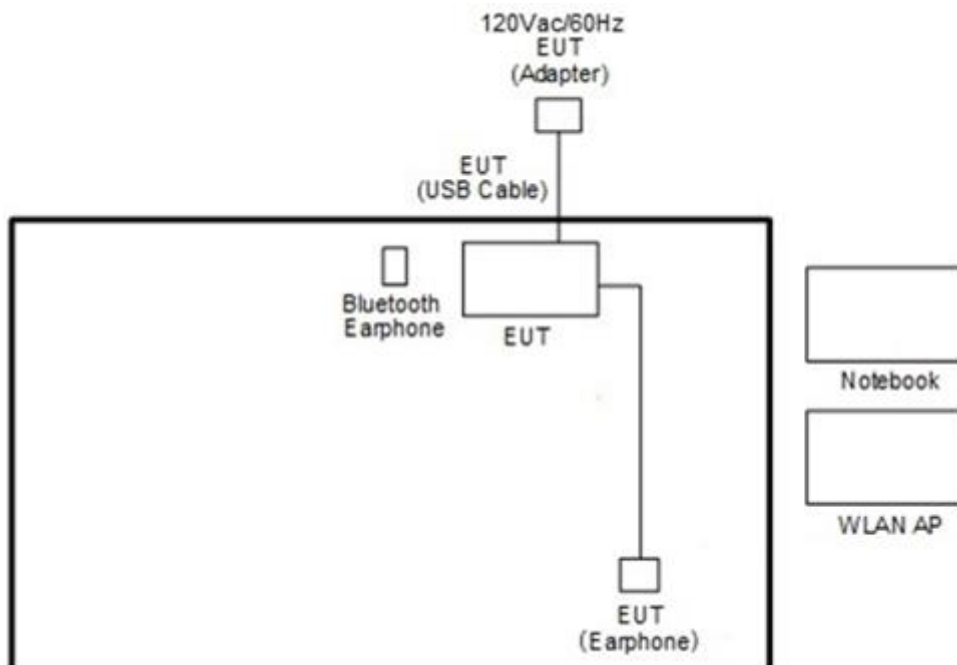 120Vac/60Hz
EUT
(Adapter)
EUT
(USB Cable)
Bluetooth
Earphone
EUT
Notebook
WLAN AP
EUT
(Earphone)